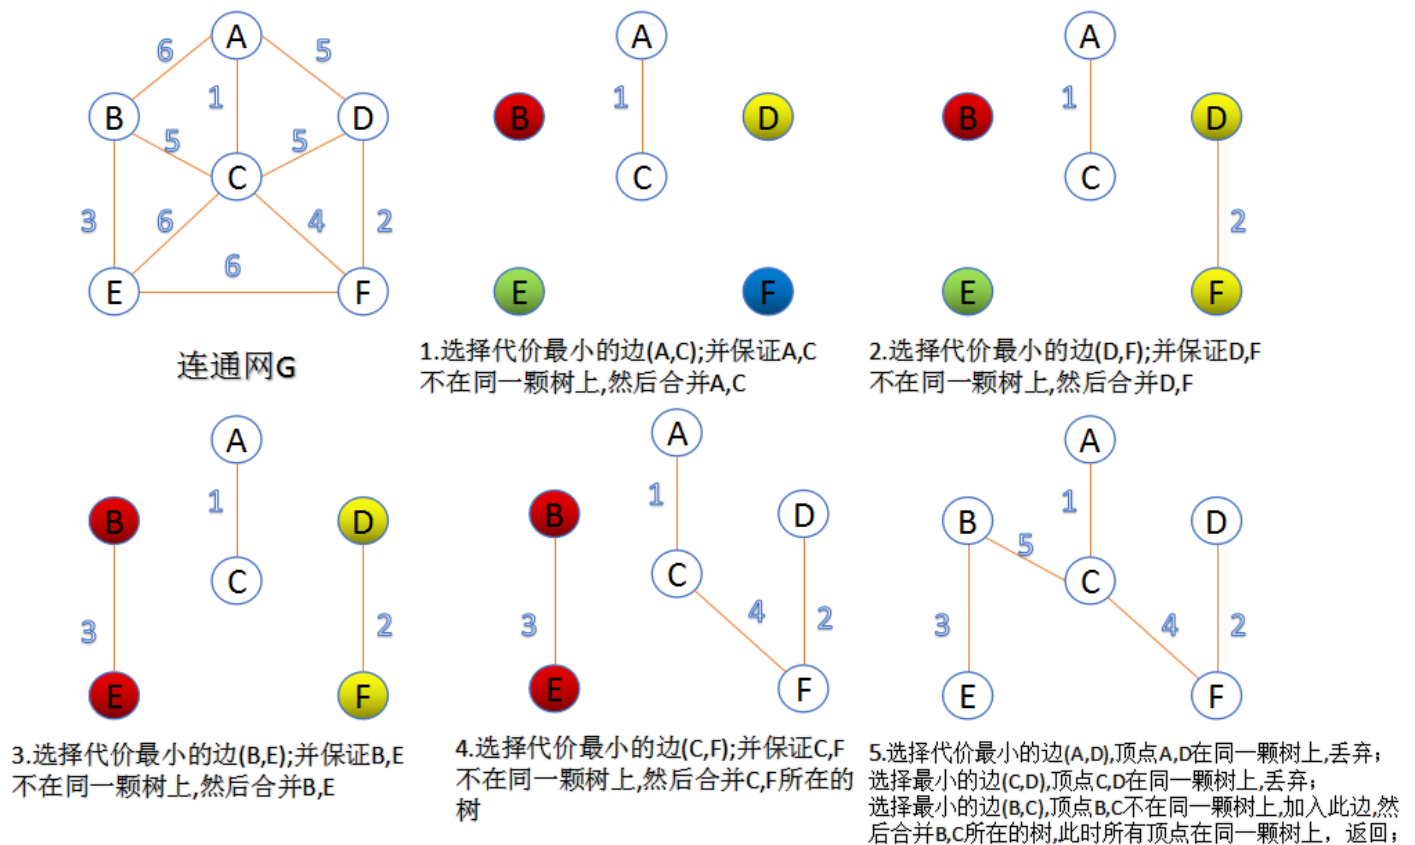 A
6
5
1
B
D
5
5
C
3
6
4
2
6
E
F
连通网G
A
1
B
D
C
E
F
1.选择代价最小的边(A,C);并保证A,C
不在同一颗树上,然后合并A,C
A
1
B
D
C
2
E
F
2.选择代价最小的边(D,F);并保证D,F
不在同一颗树上,然后合并D,F
A
1
B
D
C
3
2
E
F
3.选择代价最小的边(B,E);并保证B,E
不在同一颗树上,然后合并B,E
A
1
B
D
C
3
4
2
E
F
4.选择代价最小的边(C,F);并保证C,F
不在同一颗树上,然后合并C,F所在的
树
A
1
B
D
5
C
3
4
2
E
F
5.选择代价最小的边(A,D),顶点A,D在同一颗树上,丢弃;
选择最小的边(C,D),顶点C,D在同一颗树上,丢弃;
选择最小的边(B,C),顶点B,C不在同一颗树上,加入此边,然
后合并B,C所在的树,此时所有顶点在同一颗树上，返回;